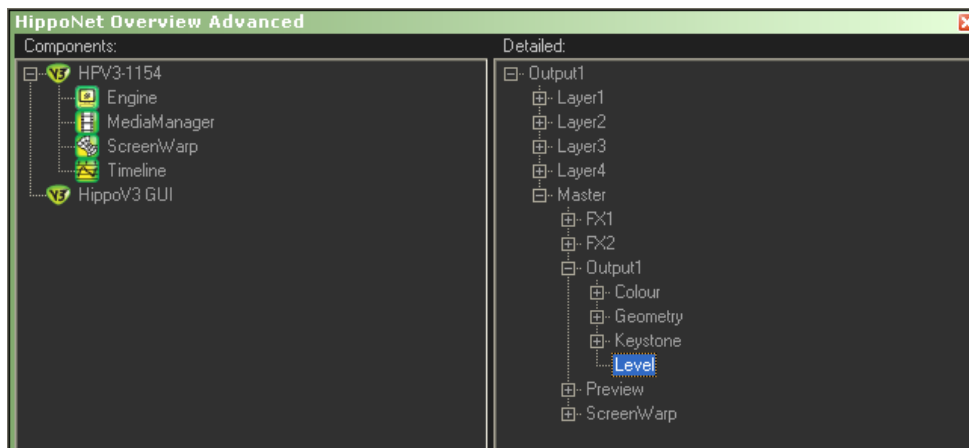 HippoNet Overview Advanced
Components:
HPV3-1154
Engine
MediaManager
ScreenWarp
Timeline
HippoV3 GUI
Detailed:
Output1
Layer1
Layer2
Layer3
Layer4
Master
FX1
FX2
Output1
Colour
Geometry
Keystone
Level
Preview
ScreenWarp